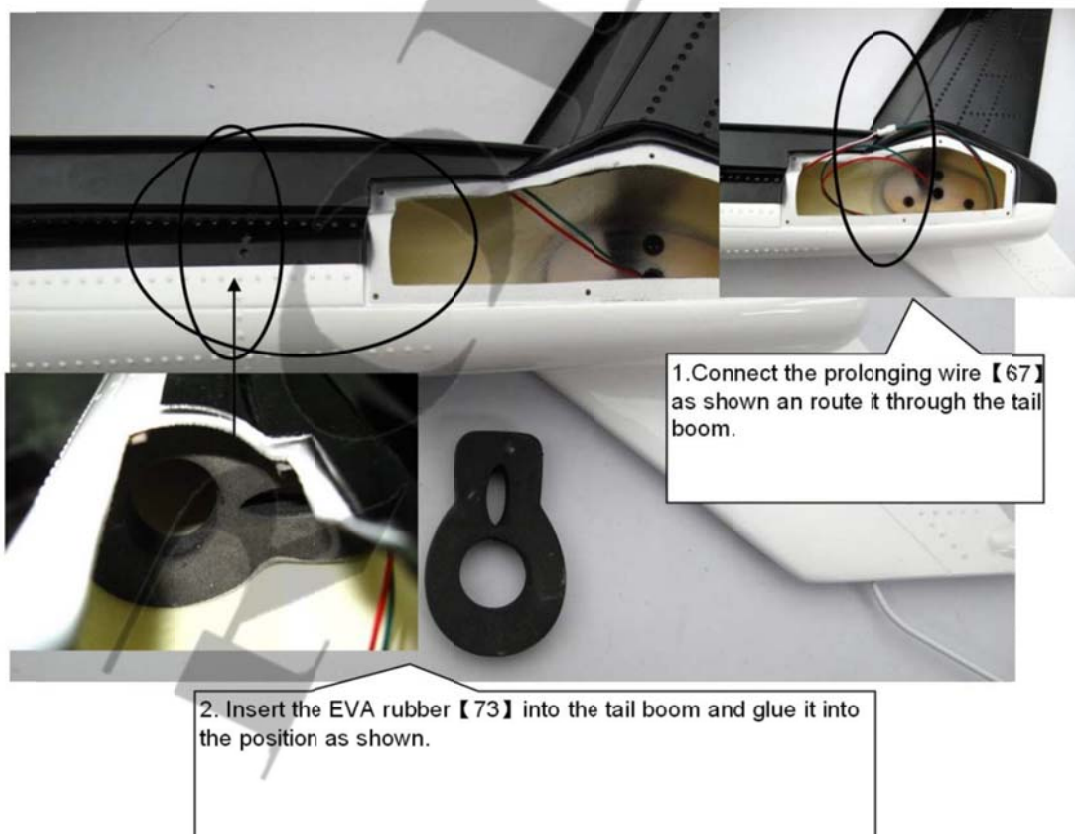 1.Connect the prolonging wire【67】
as shown an route it through the tail
boom.
2. Insert the EVA rubber【73】into the tail boom and glue it into
the position as shown.